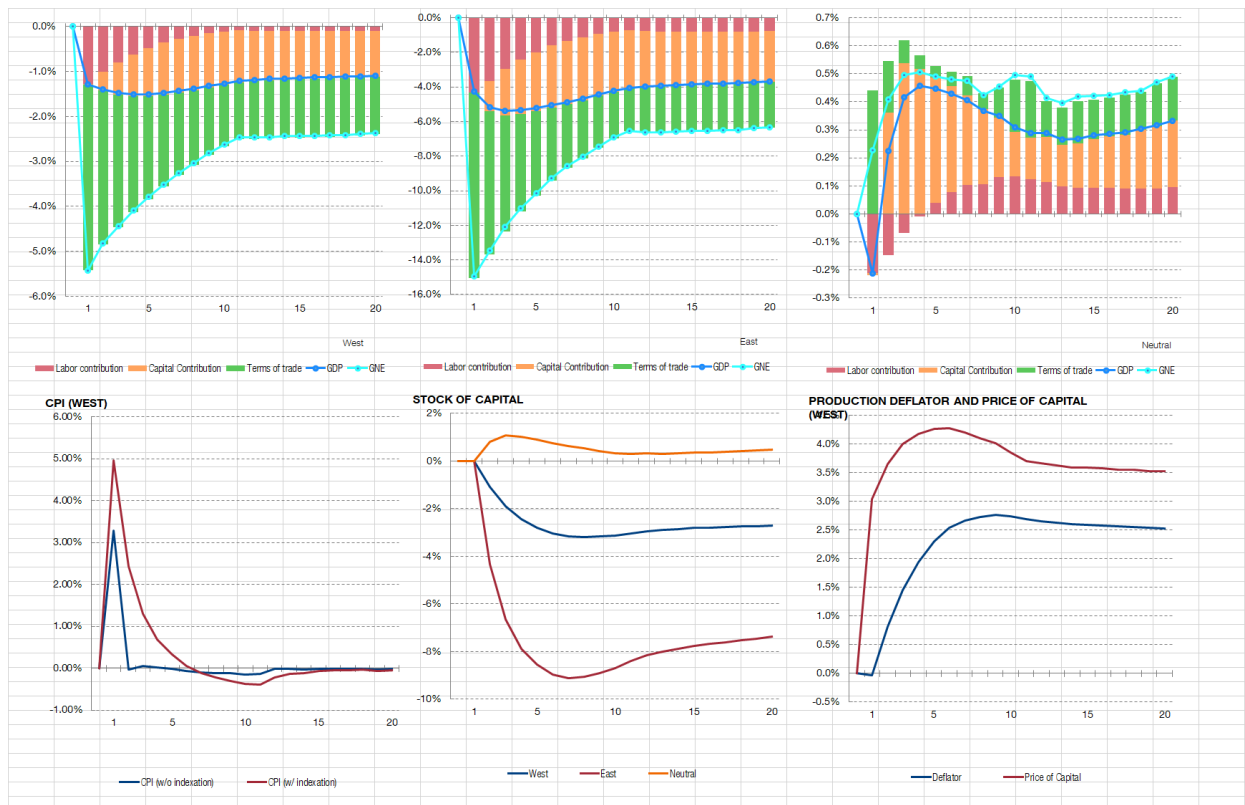 0.0%
-1.0%
-2.0%
-3.0%
-4.0%
-5.0%
-6.0%
1 5 10 15 20
West
Labor contribution Capital Contribution Terms of trade GDP GNE
0.0%
-2.0%
-4.0%
-6.0%
-8.0%
-10.0%
-12.0%
-14.0%
-16.0%
1 5 10 15 20
East
Labor contribution Capital Contribution Terms of trade GDP GNE
0.7%
0.6%
0.5%
0.4%
0.3%
0.2%
0.1%
0.0%
-0.1%
-0.2%
-0.3%
1 5 10 15 20
Neutral
Labor contribution Capital Contribution Terms of trade GDP GNE
CPI (WEST)
6.00%
5.00%
4.00%
3.00%
2.00%
1.00%
0.00%
-1.00%
1 5 10 15 20
CPI (w/o indexation) CPI (w/ indexation)
STOCK OF CAPITAL
2%
0%
-2%
-4%
-6%
-8%
-10%
1 5 10 15 20
West East Neutral
PRODUCTION DEFLATOR AND PRICE OF CAPITAL
(WEST)
4.0%
3.5%
3.0%
2.5%
2.0%
1.5%
1.0%
0.5%
0.0%
-0.5%
1 5 10 15 20
Deflator Price of Capital